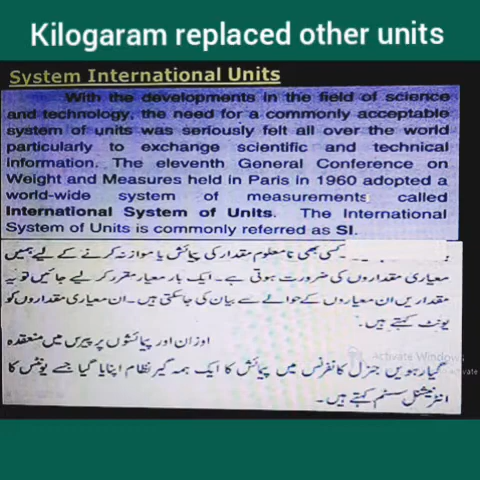 Kilogaram replaced other units
System International Units
With the developments in the field of science
and technology, the need for a commonly acceptable
system of units was seriously felt all over the world
particularly to exchange scientific and technical
information. The eleventh General Conference on
Weight and Measures held in Paris in 1960 adopted a
world-wide system of measurements called
International System of Units. The International
System of Units is commonly referred as SI.
کسی بھی نامعلوم مقدار کی پیمائش یا موازنہ کرنے کے لیے ہمیں
معیاری مقداروں کی ضرورت ہوتی ہے۔ ایک بار معیار مقرر کر لیے جائیں تو یہ
مقداریں ان معیاروں کے حوالے سے بیان کی جاسکتی ہیں۔ ان معیاری مقداروں کو
یونٹ کہتے ہیں۔
اوزان اور پیمائشوں پر پیرس میں منعقدہ
گیارہویں جنرل کانفرنس میں پیمائش کا ایک ہمہ گیر نظام اپنایا گیا جسے یونٹس کا
انٹرنیشنل سسٹم کہتے ہیں۔
Activate Windows